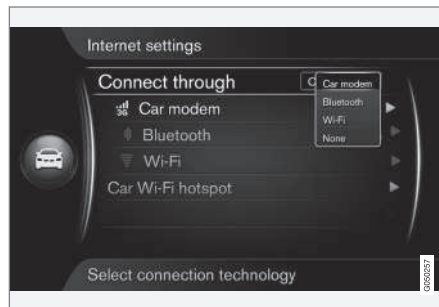 Internet settings
Connect through
C
Car modem
Bluetooth
Wi-Fi
None
3G
Car modem
Bluetooth
Wi-Fi
Car Wi-Fi hotspot
Select connection technology
G050257